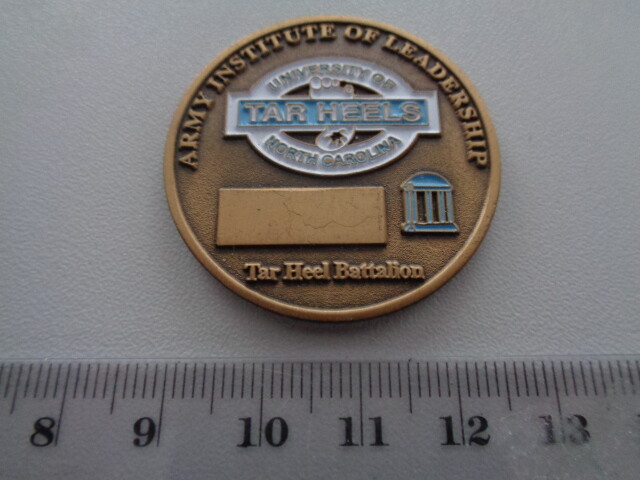 ARMY INSTITUTE OF LEADERSHIP
UNIVERSITY OF
TAR HEELS
NORTH CAROLINA
Tar Heel Battalion
8 9 10 11 12 13